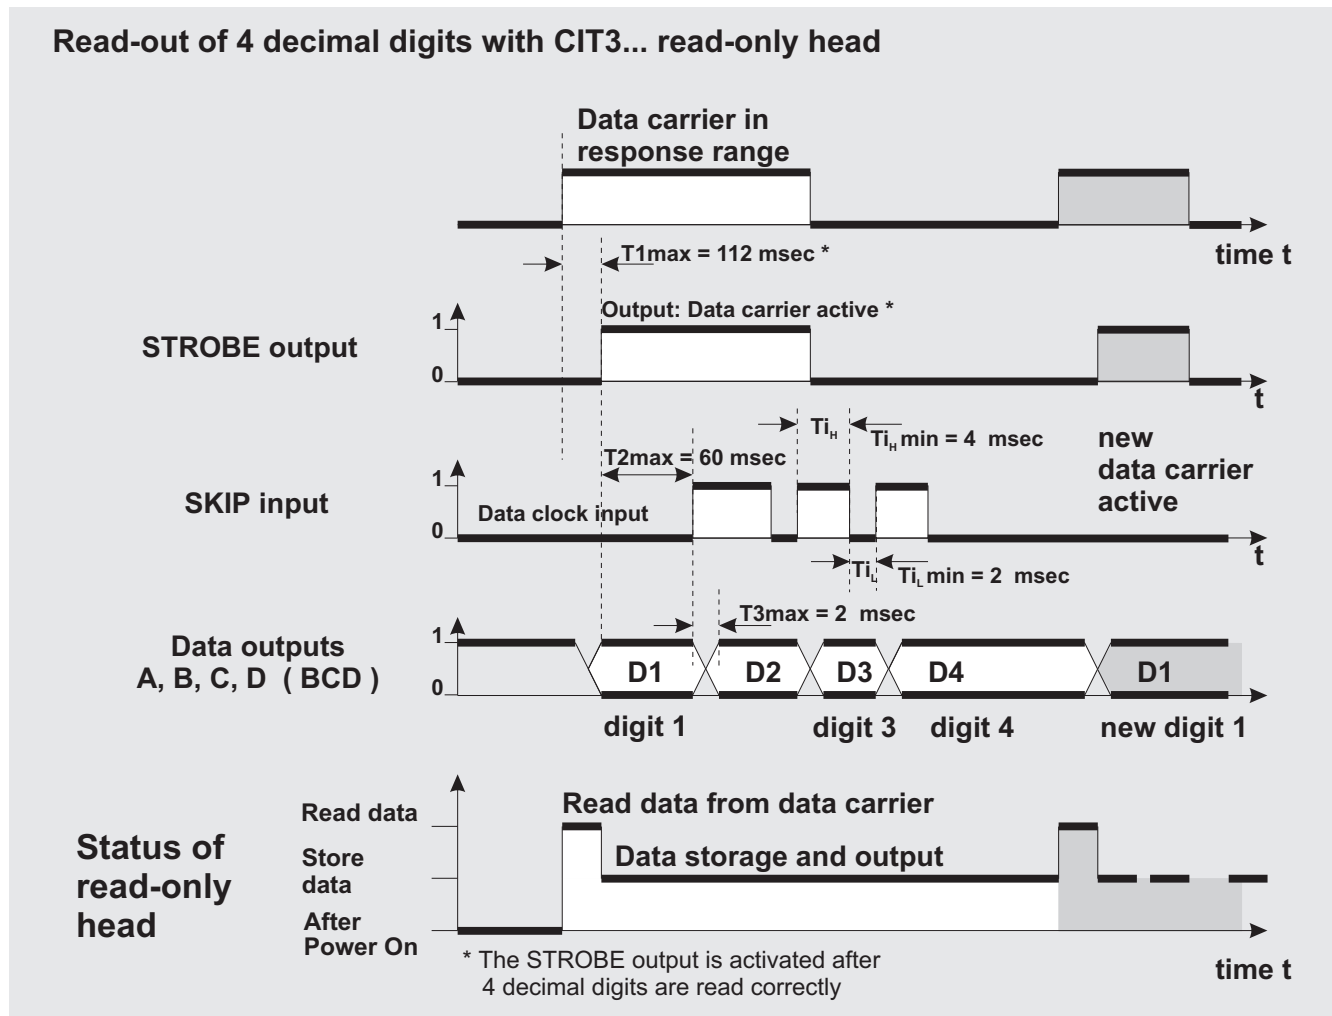 Read-out of 4 decimal digits with CIT3... read-only head
Data carrier in
response range
time t
T1max = 112 msec *
Output: Data carrier active *
STROBE output
1
0
t
Ti_H
Ti_H min = 4 msec
new
data carrier
active
T2max = 60 msec
SKIP input
1
0
Data clock input
t
Ti_L
Ti_L min = 2 msec
T3max = 2 msec
Data outputs
A, B, C, D ( BCD )
1
0
D1
D2
D3
D4
D1
digit 1
digit 3
digit 4
new digit 1
Status of
read-only
head
Read data
Store
data
After
Power On
Read data from data carrier
Data storage and output
time t
* The STROBE output is activated after
4 decimal digits are read correctly